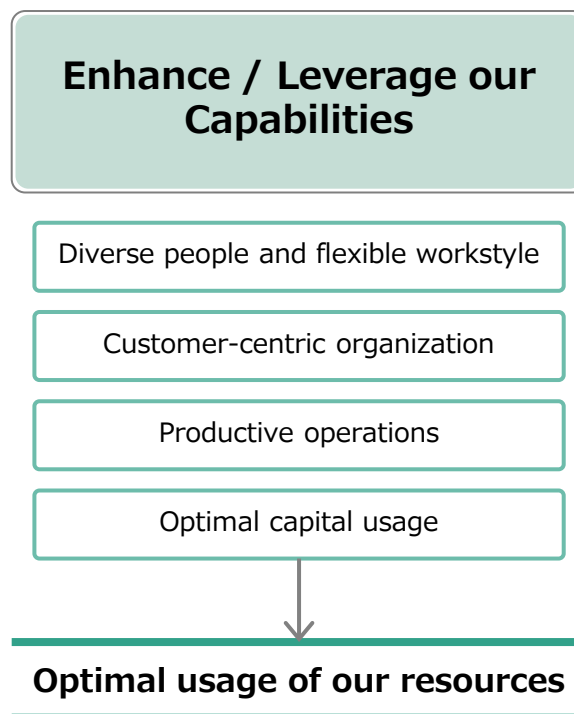 Enhance / Leverage our
Capabilities
Diverse people and flexible workstyle
Customer-centric organization
Productive operations
Optimal capital usage
Optimal usage of our resources